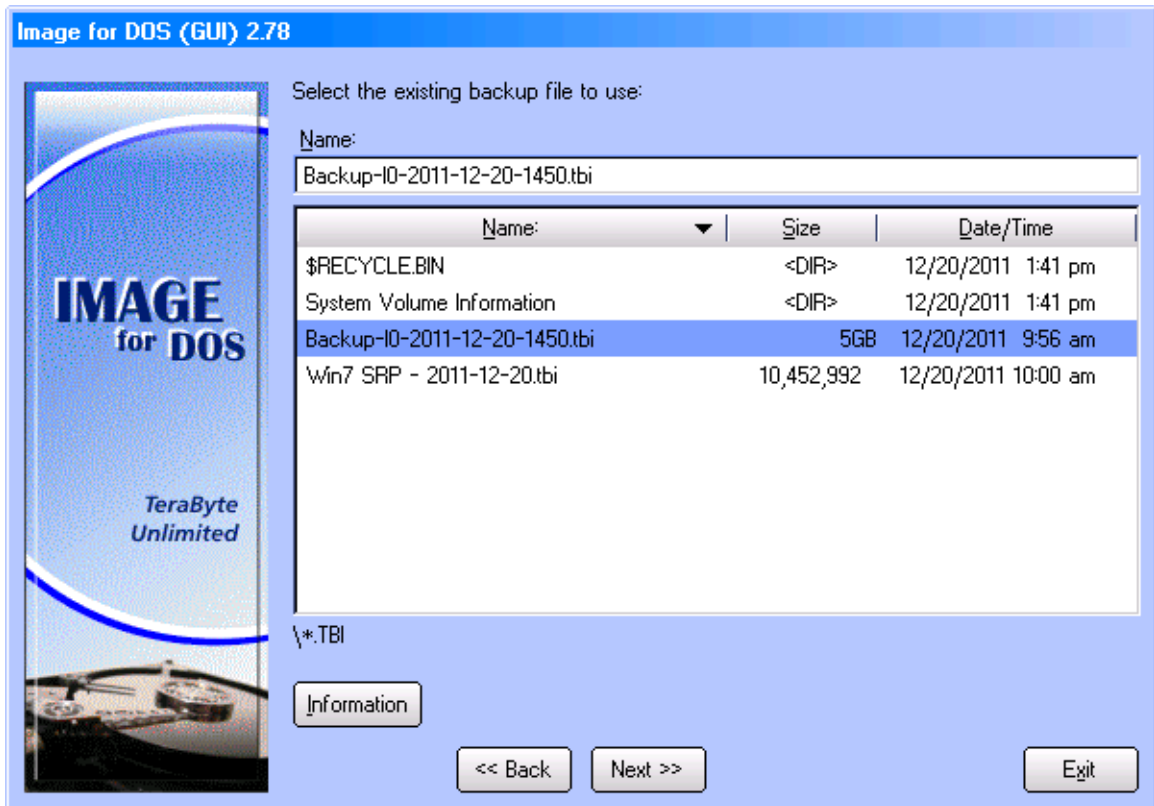 Image for DOS (GUI) 2.78
IMAGE
for DOS
TeraByte
Unlimited
Select the existing backup file to use:
Name:
Backup-I0-2011-12-20-1450.tbi
Name: Size Date/Time
$RECYCLE.BIN <DIR> 12/20/2011 1:41 pm
System Volume Information <DIR> 12/20/2011 1:41 pm
Backup-I0-2011-12-20-1450.tbi 5GB 12/20/2011 9:56 am
Win7 SRP - 2011-12-20.tbi 10,452,992 12/20/2011 10:00 am
\*.TBI
Information
<< Back Next >> Exit